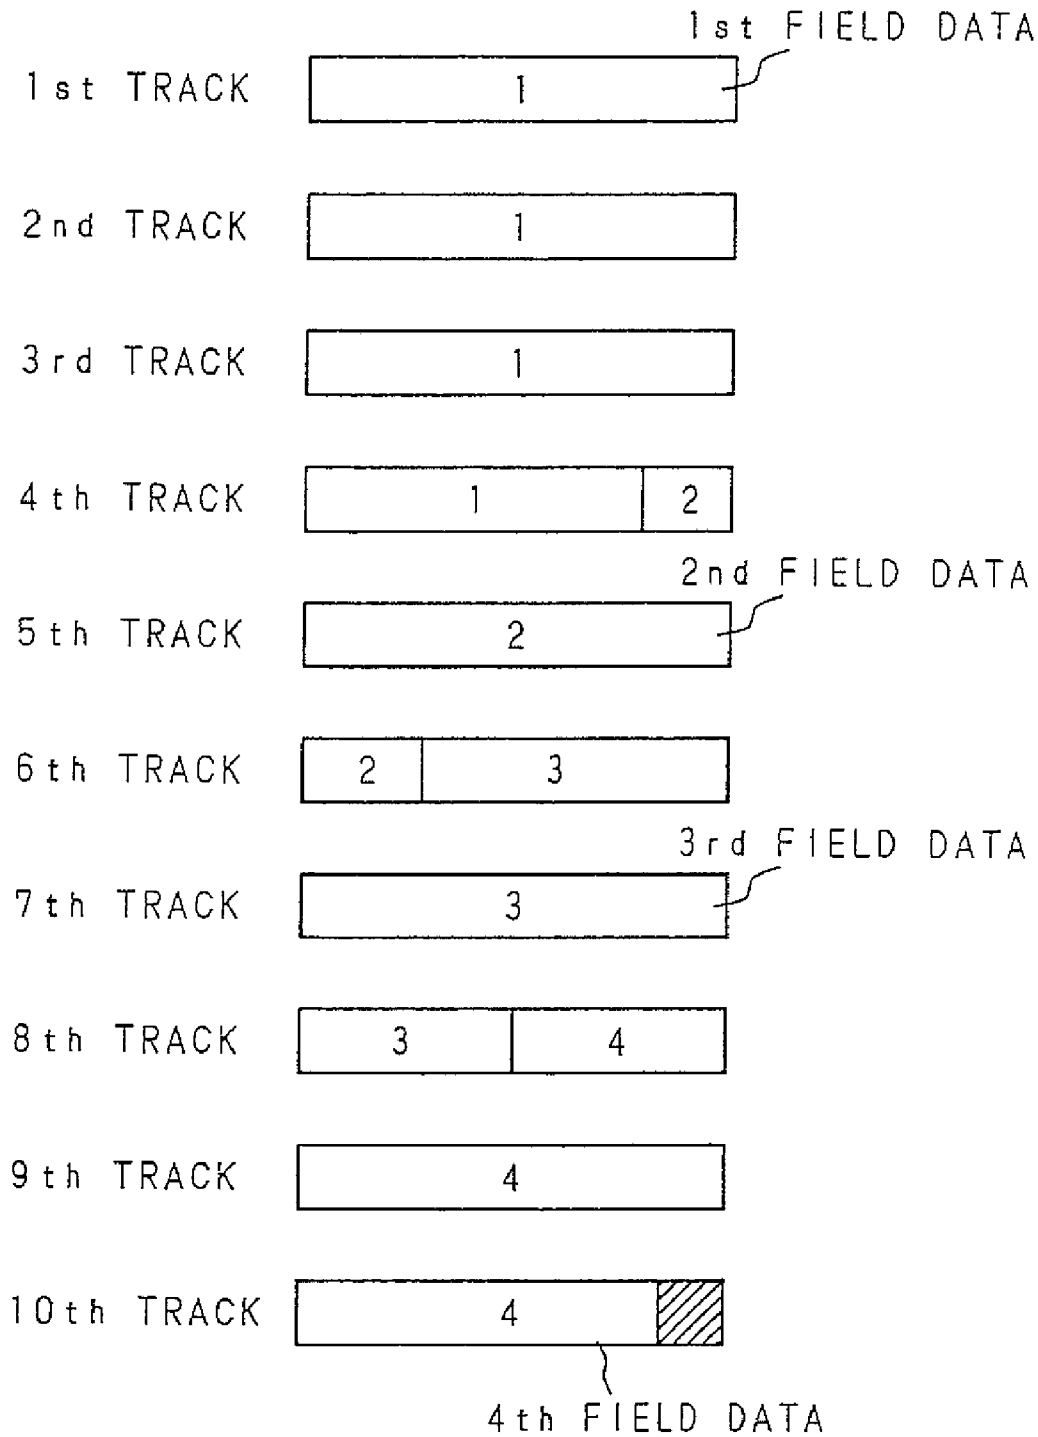 1st FIELD DATA
1st TRACK 1
2nd TRACK 1
3rd TRACK 1
4th TRACK 1 2
2nd FIELD DATA
5th TRACK 2
6th TRACK 2 3
3rd FIELD DATA
7th TRACK 3
8th TRACK 3 4
9th TRACK 4
10th TRACK 4
4th FIELD DATA